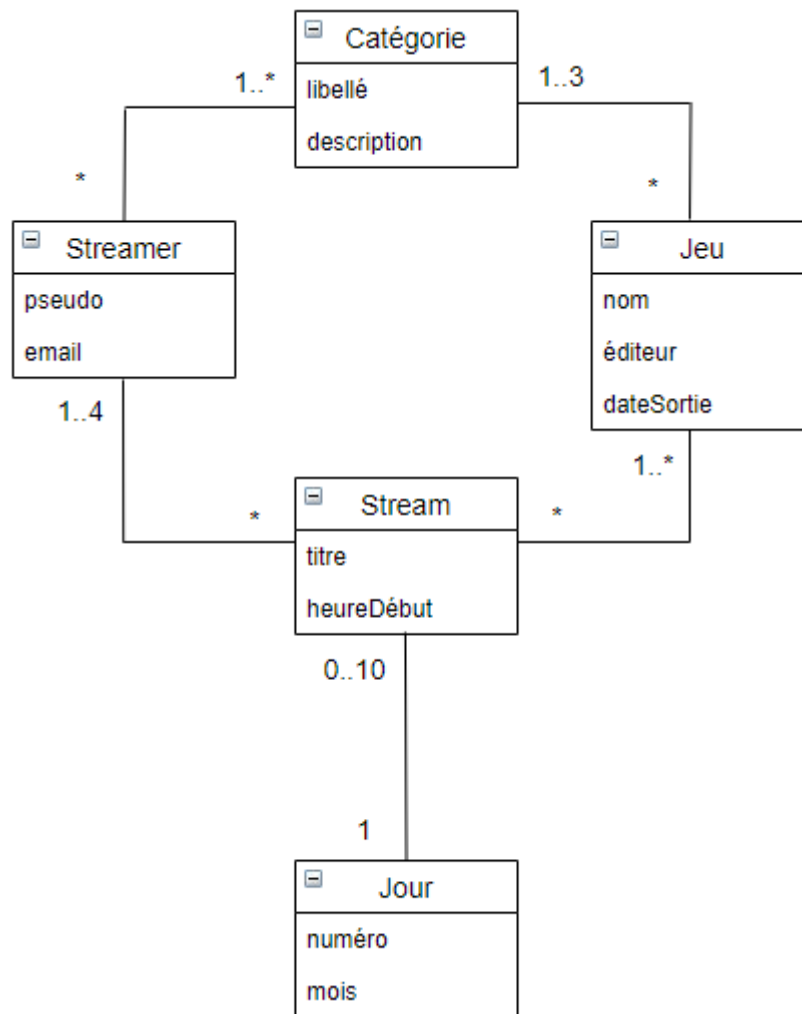 Catégorie
1..*
1..3
libellé
description
*
*
Streamer
Jeu
pseudo
nom
email
éditeur
dateSortie
1..4
1..*
Stream
*
*
titre
heureDébut
0..10
1
Jour
numéro
mois